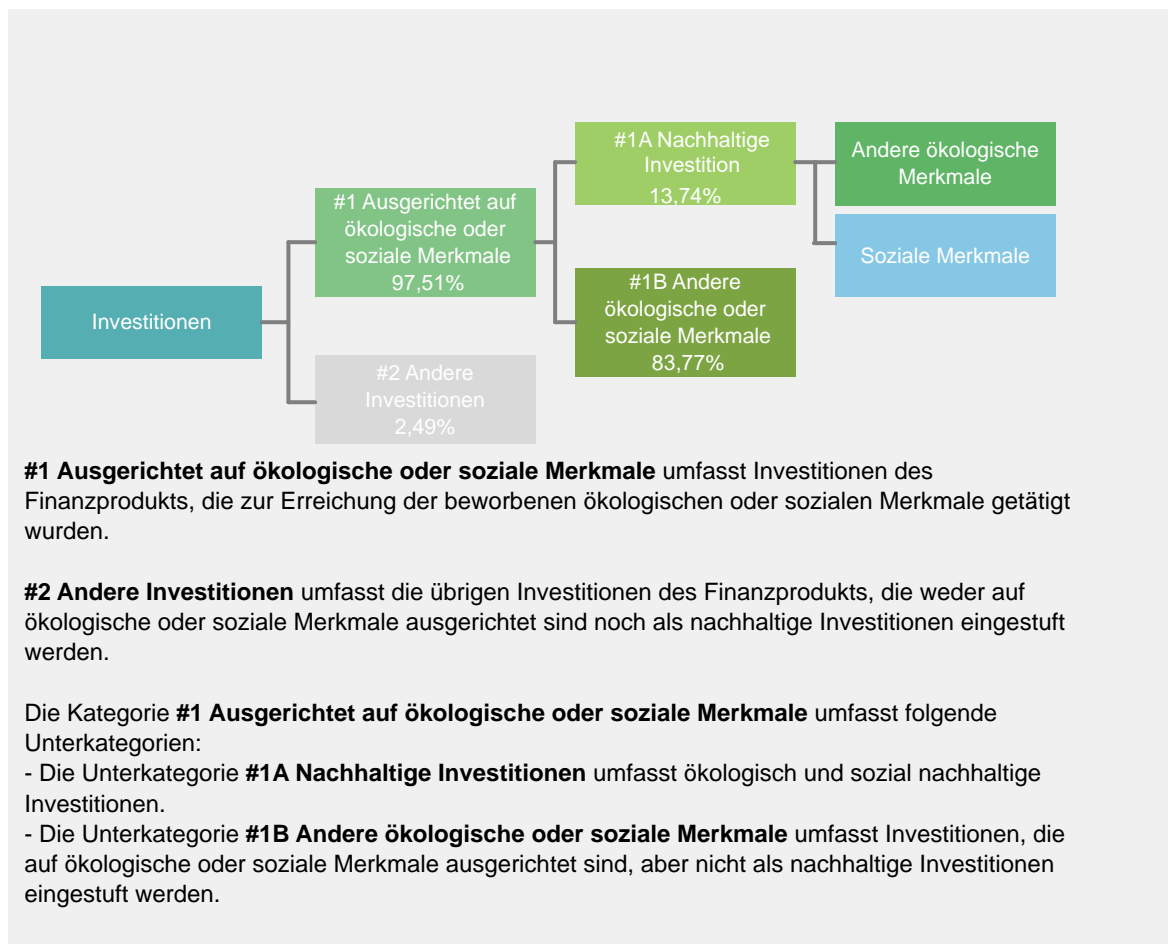 #1A Nachhaltige
Investition
13,74%
Andere ökologische
Merkmale
#1 Ausgerichtet auf
ökologische oder
soziale Merkmale
97,51%
Soziale Merkmale
Investitionen
#1B Andere
ökologische oder
soziale Merkmale
83,77%
#2 Andere
Investitionen
2,49%
#1 Ausgerichtet auf ökologische oder soziale Merkmale umfasst Investitionen des
Finanzprodukts, die zur Erreichung der beworbenen ökologischen oder sozialen Merkmale getätigt
wurden.
#2 Andere Investitionen umfasst die übrigen Investitionen des Finanzprodukts, die weder auf
ökologische oder soziale Merkmale ausgerichtet sind noch als nachhaltige Investitionen eingestuft
werden.
Die Kategorie #1 Ausgerichtet auf ökologische oder soziale Merkmale umfasst folgende
Unterkategorien:
- Die Unterkategorie #1A Nachhaltige Investitionen umfasst ökologisch und sozial nachhaltige
Investitionen.
- Die Unterkategorie #1B Andere ökologische oder soziale Merkmale umfasst Investitionen, die
auf ökologische oder soziale Merkmale ausgerichtet sind, aber nicht als nachhaltige Investitionen
eingestuft werden.